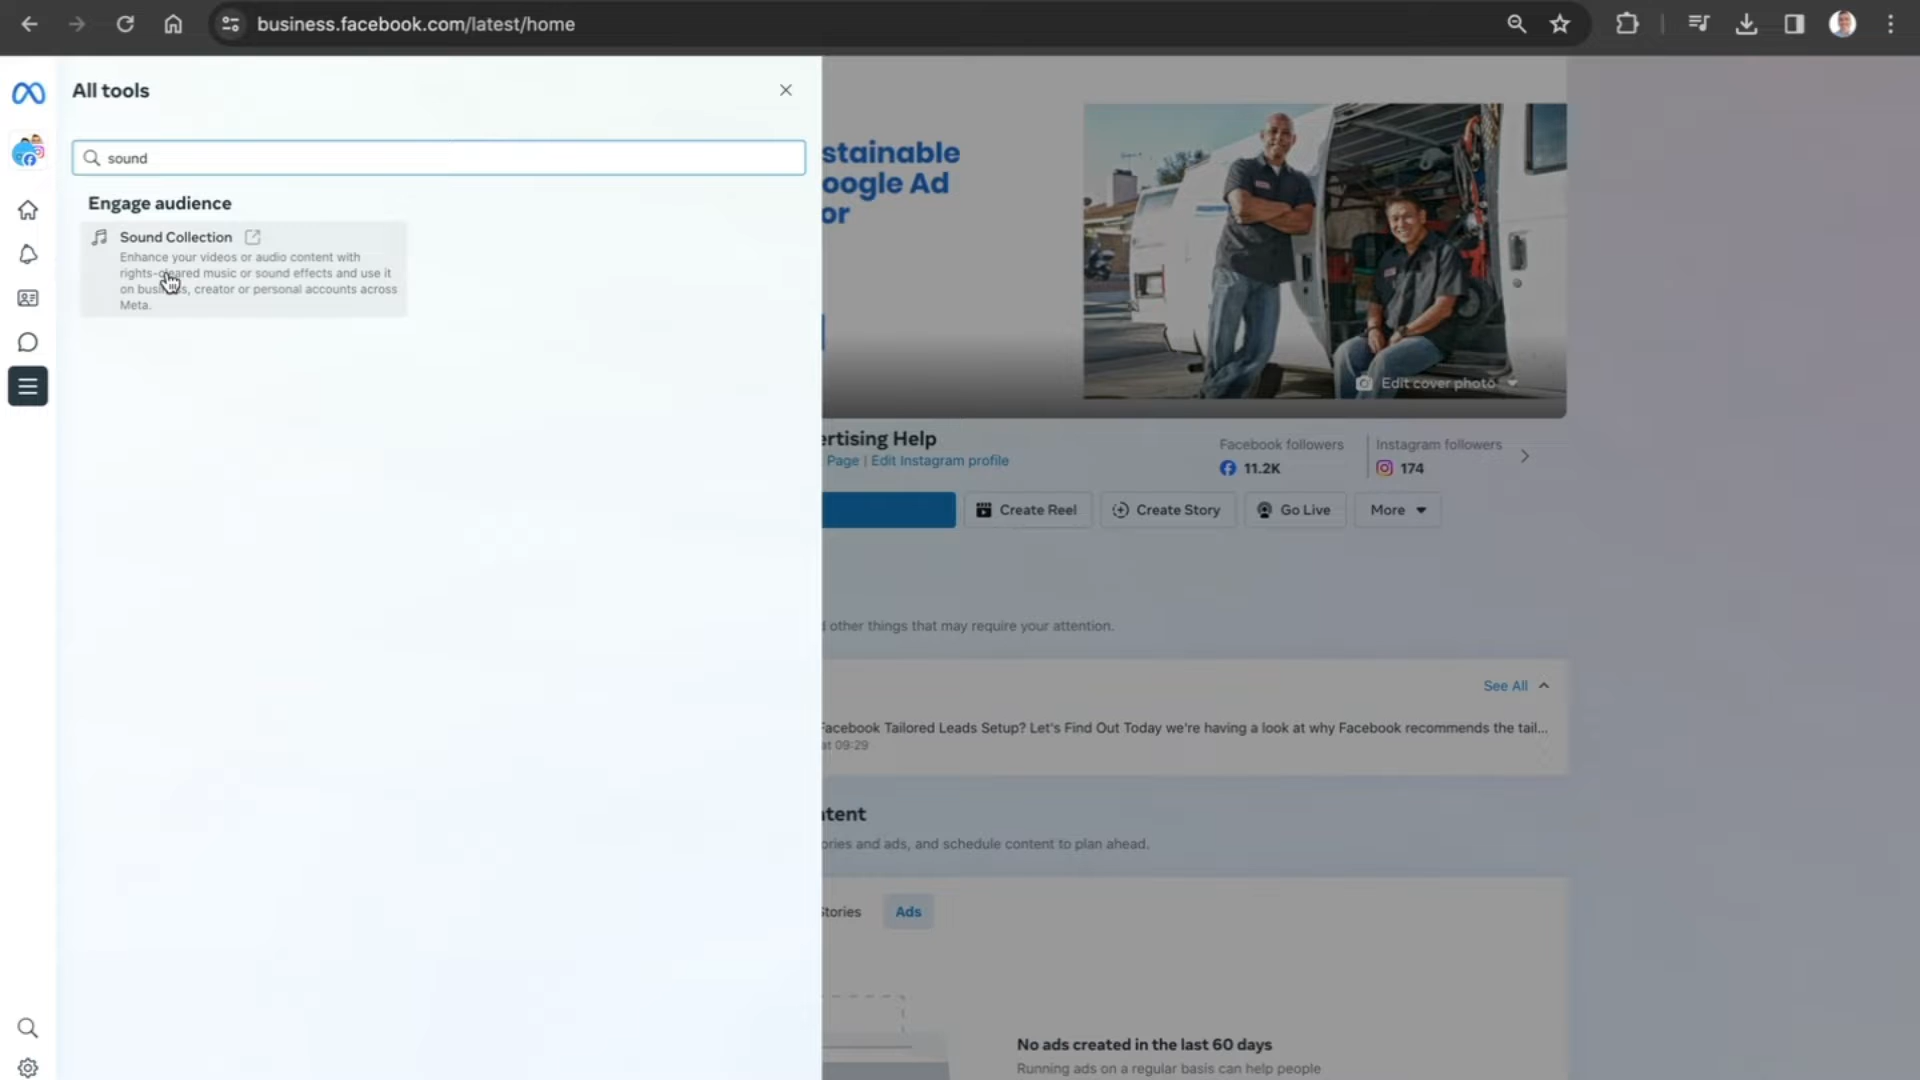 business.facebook.com/latest/home
All tools
sound
Engage audience
Sound Collection
Enhance your videos or audio content with
rights-cleared music or sound effects and use it
on business, creator or personal accounts across
Meta.
stainable
oogle Ad
or
Edit cover photo
ertising Help
Page | Edit Instagram profile
Facebook followers
11.2K
Instagram followers
174
Create Reel
Create Story
Go Live
More
other things that may require your attention.
See All
Facebook Tailored Leads Setup? Let's Find Out Today we're having a look at why Facebook recommends the tail...
at 09:29
ntent
ories and ads, and schedule content to plan ahead.
Stories
Ads
No ads created in the last 60 days
Running ads on a regular basis can help people